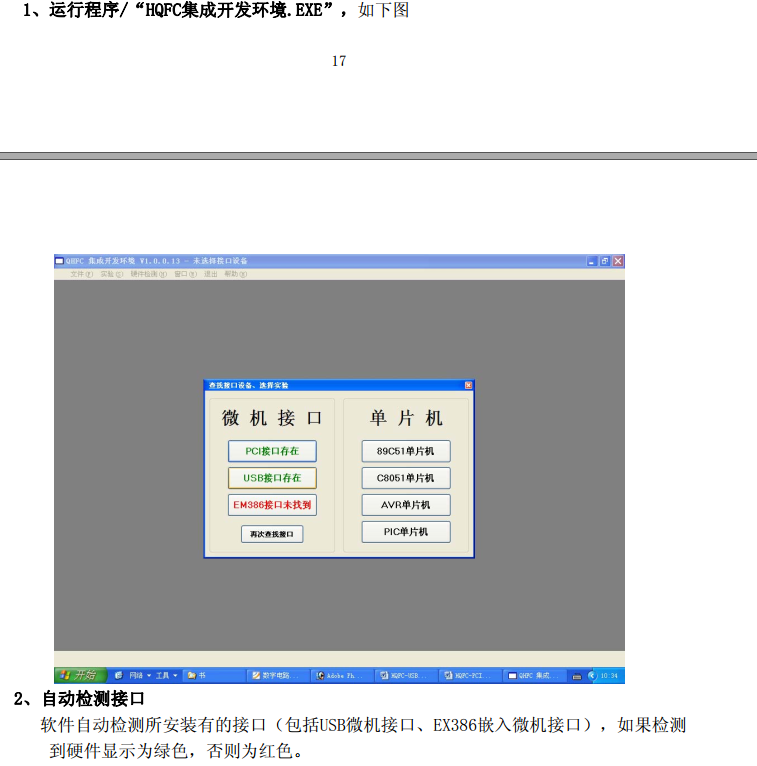 1、运行程序/“HQFC集成开发环境.EXE”，如下图
17
QHFC 集成开发环境 V1.0.0.13 - 未选择接口设备
文件(F) 实验(S) 硬件检测(H) 窗口(W) 退出 帮助(H)
查找接口设备、选择实验
微机接口 单片机
PCI接口存在 89C51单片机
USB接口存在 C8051单片机
EM386接口未找到 AVR单片机
再次查找接口 PIC单片机
开始 网络 工具 书 数字电路... Adobe Ph... HQFC-USB... HQFC-PCI... QHFC 集成... 10:34
2、自动检测接口
软件自动检测所安装有的接口（包括USB微机接口、EX386嵌入微机接口），如果检测
到硬件显示为绿色，否则为红色。